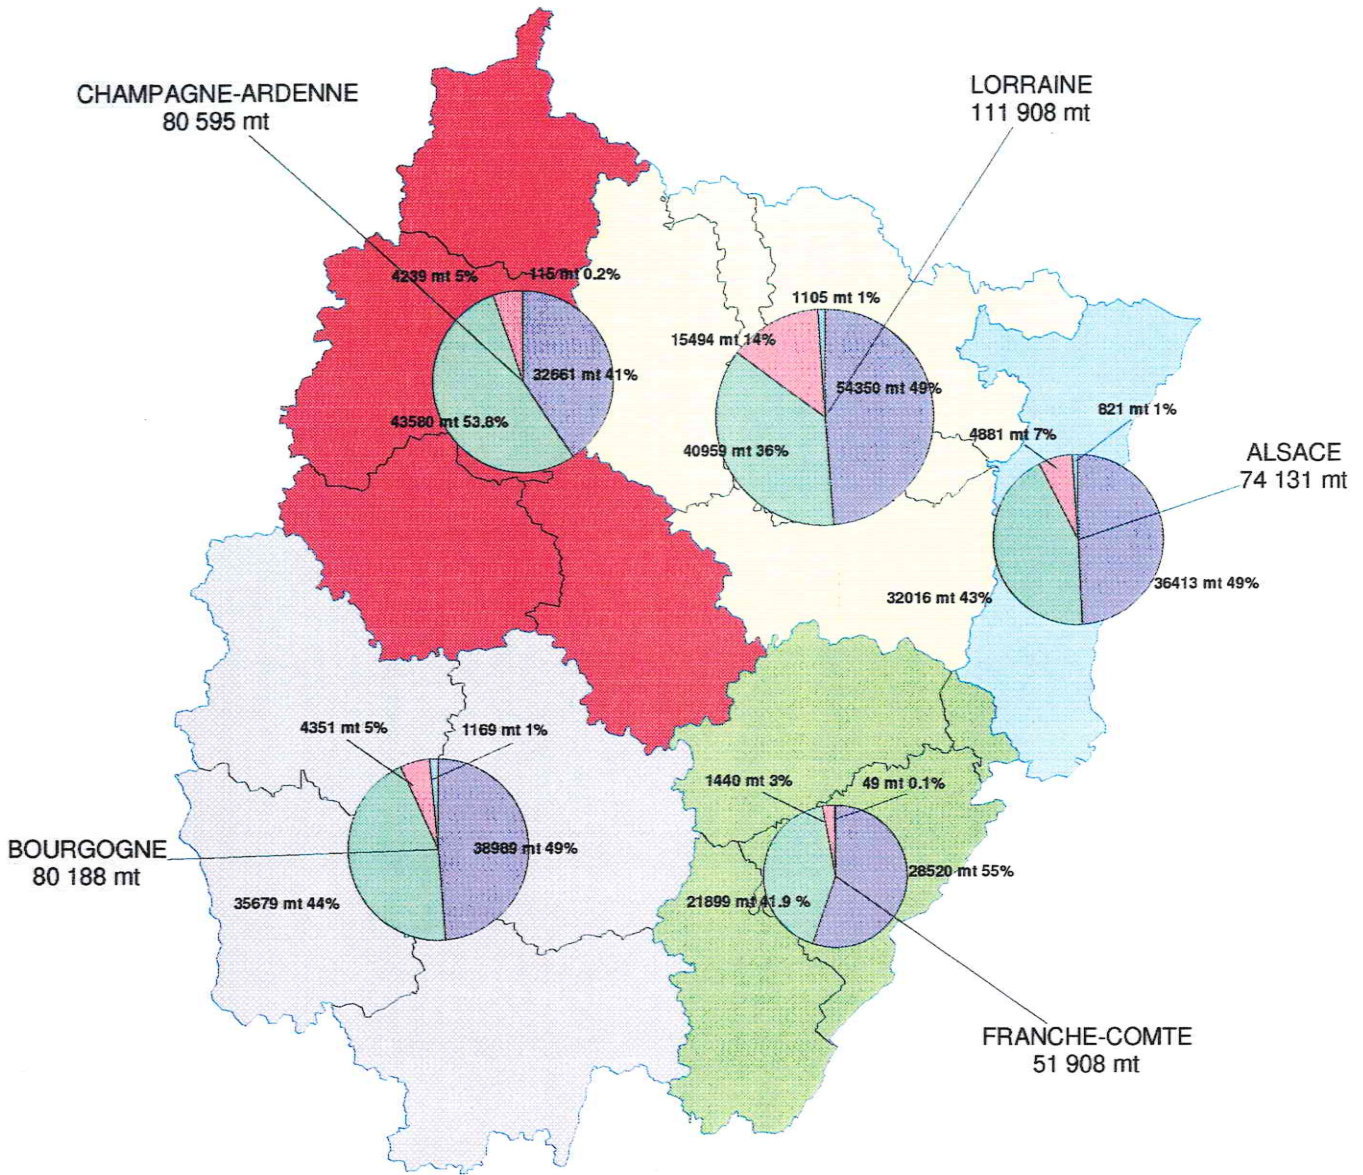 CHAMPAGNE-ARDENNE
80 595 mt
LORRAINE
111 908 mt
4239 mt 5%
115 mt 0.2%
32661 mt 41%
43580 mt 53.8%
1105 mt 1%
15494 mt 14%
54350 mt 49%
40959 mt 36%
821 mt 1%
4881 mt 7%
ALSACE
74 131 mt
36413 mt 49%
32016 mt 43%
4351 mt 5%
1169 mt 1%
BOURGOGNE
80 188 mt
38989 mt 49%
35679 mt 44%
1440 mt 3%
49 mt 0.1%
28520 mt 55%
21899 mt 41.9 %
FRANCHE-COMTE
51 908 mt